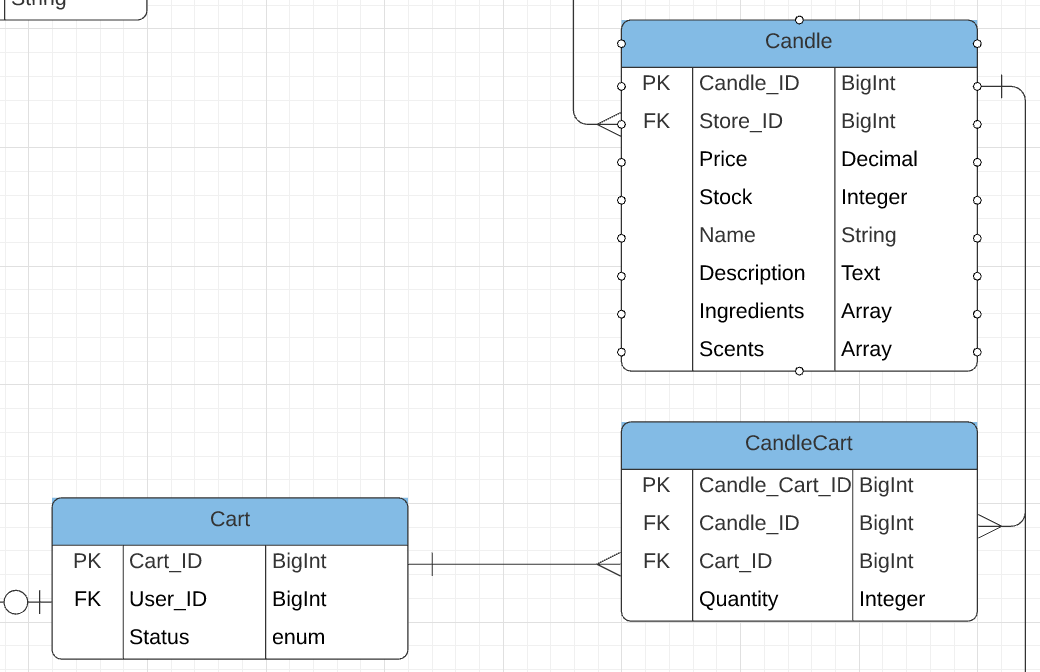 String
Candle
PK Candle_ID BigInt
FK Store_ID BigInt
Price Decimal
Stock Integer
Name String
Description Text
Ingredients Array
Scents Array
CandleCart
PK Candle_Cart_ID BigInt
FK Candle_ID BigInt
FK Cart_ID BigInt
Quantity Integer
Cart
PK Cart_ID BigInt
FK User_ID BigInt
Status enum